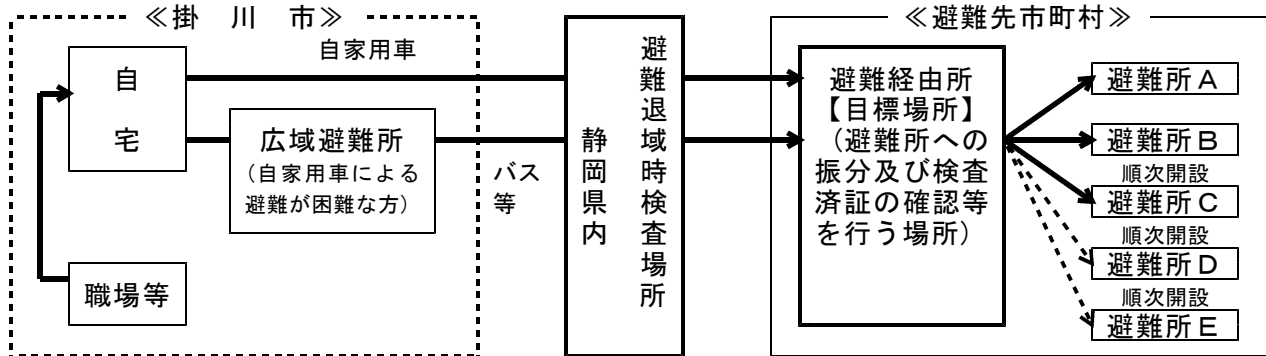 ≪掛川市≫
自家用車
自宅
広域避難所
（自家用車による
避難が困難な方）
職場等
バス
等
避難退域時検査場所
静岡県内
≪避難先市町村≫
避難経由所
【目標場所】
（避難所への
振分及び検査
済証の確認等
を行う場所）
避難所Ａ
避難所Ｂ
順次開設
避難所Ｃ
順次開設
避難所Ｄ
順次開設
避難所Ｅ